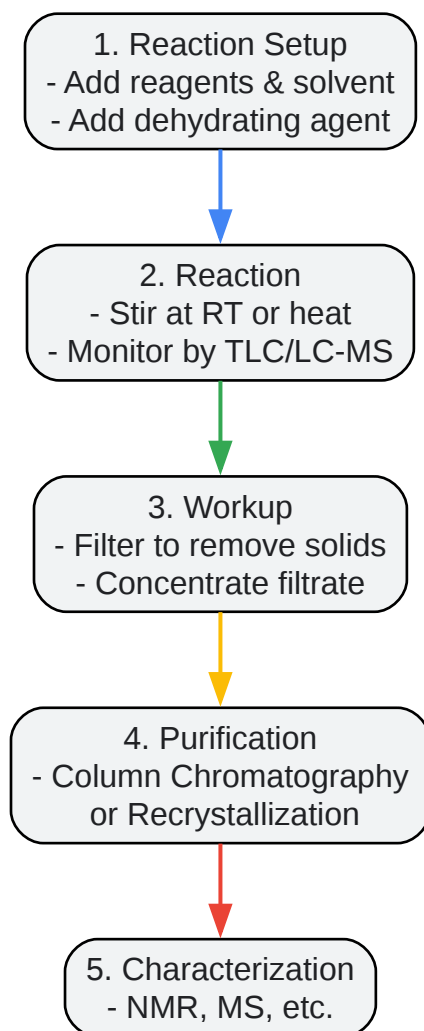 1. Reaction Setup
- Add reagents & solvent
- Add dehydrating agent
2. Reaction
- Stir at RT or heat
- Monitor by TLC/LC-MS
3. Workup
- Filter to remove solids
- Concentrate filtrate
4. Purification
- Column Chromatography
or Recrystallization
5. Characterization
- NMR, MS, etc.